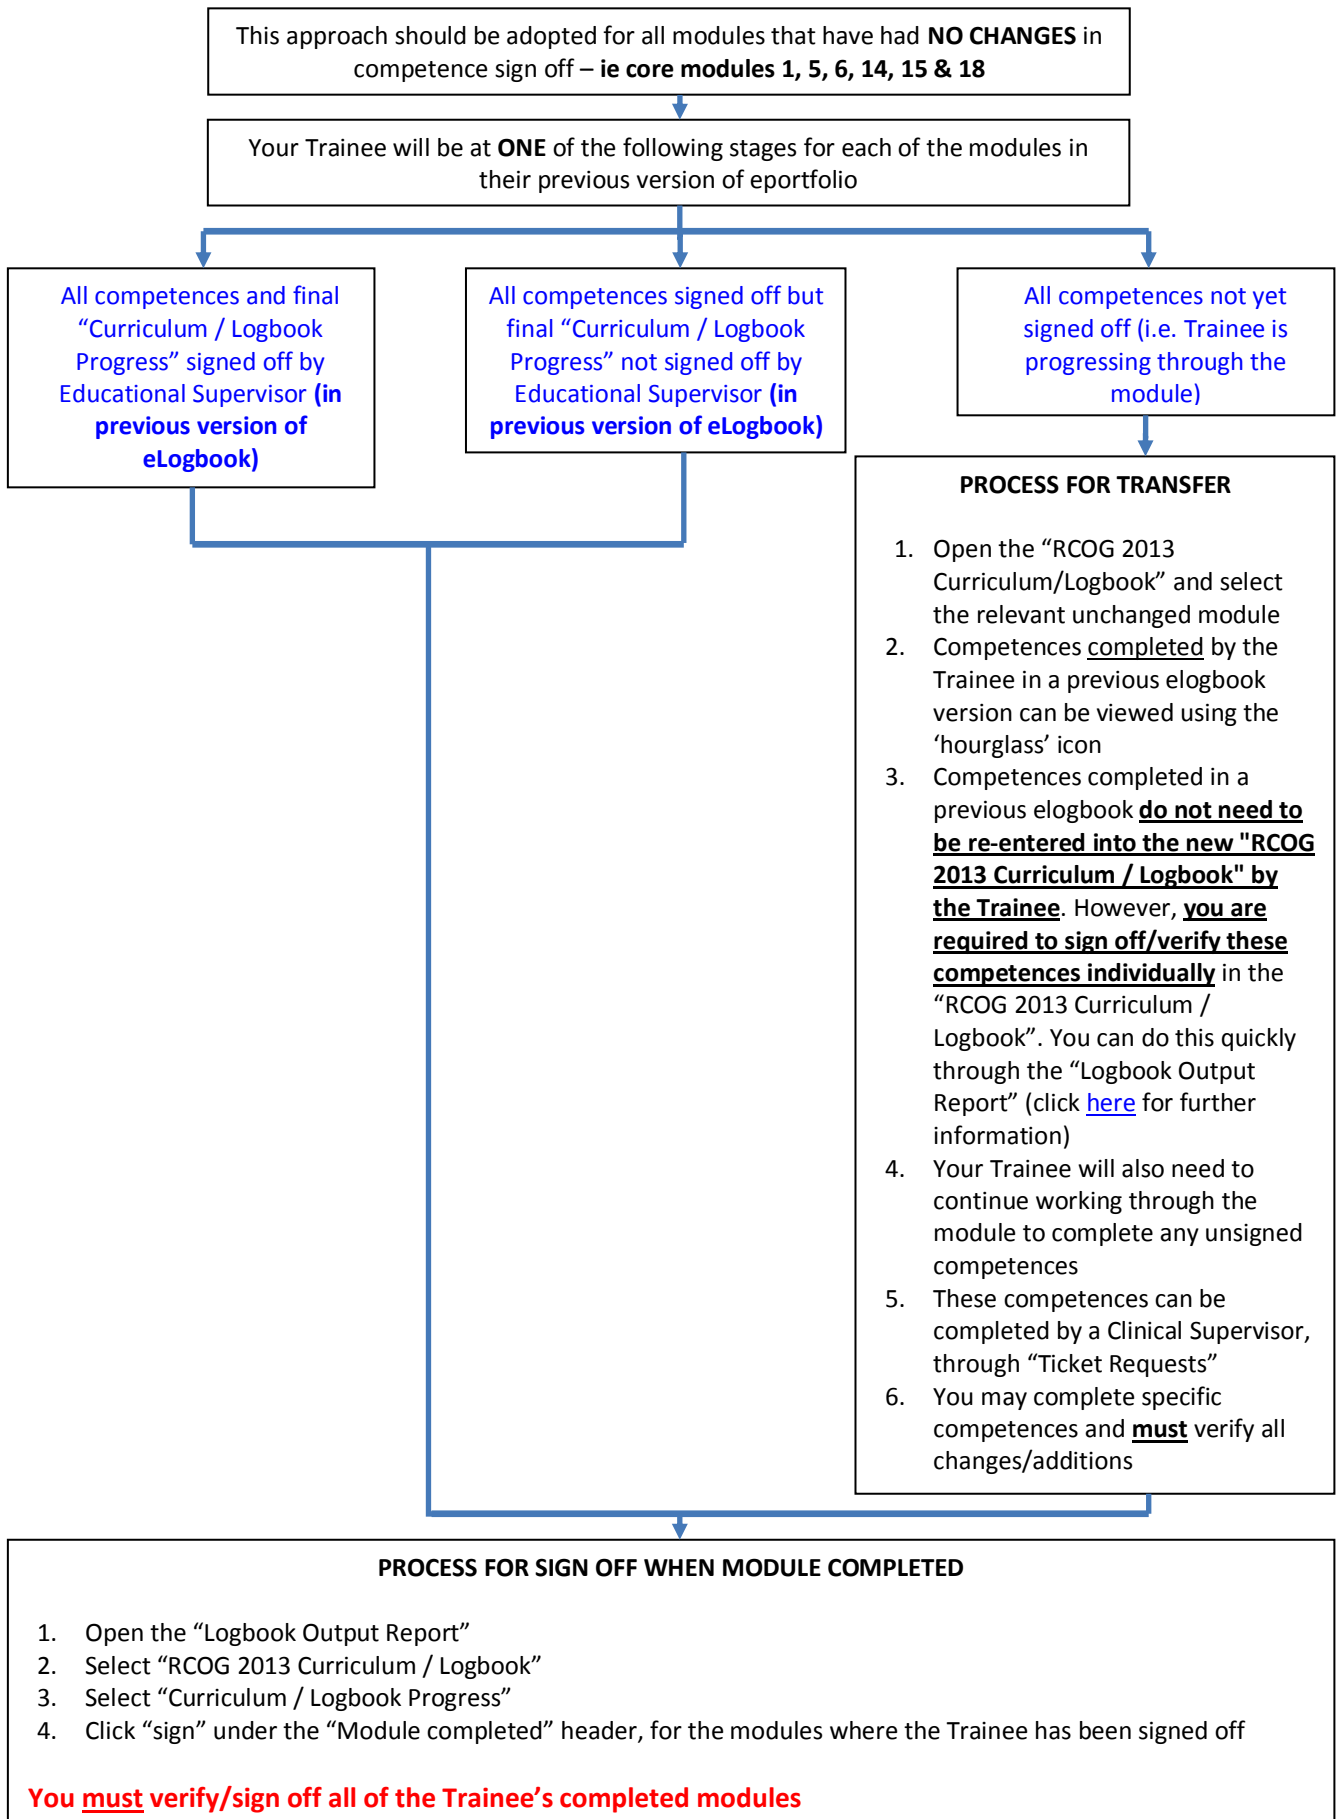 This approach should be adopted for all modules that have had NO CHANGES in
competence sign off – ie core modules 1, 5, 6, 14, 15 & 18
Your Trainee will be at ONE of the following stages for each of the modules in
their previous version of eportfolio
All competences and final
“Curriculum / Logbook
Progress” signed off by
Educational Supervisor (in
previous version of
eLogbook)
All competences signed off but
final “Curriculum / Logbook
Progress” not signed off by
Educational Supervisor (in
previous version of eLogbook)
All competences not yet
signed off (i.e. Trainee is
progressing through the
module)
PROCESS FOR TRANSFER
1. Open the “RCOG 2013
Curriculum/Logbook” and select
the relevant unchanged module
2. Competences completed by the
Trainee in a previous elogbook
version can be viewed using the
‘hourglass’ icon
3. Competences completed in a
previous elogbook do not need to
be re-entered into the new "RCOG
2013 Curriculum / Logbook" by
the Trainee. However, you are
required to sign off/verify these
competences individually in the
“RCOG 2013 Curriculum /
Logbook”. You can do this quickly
through the “Logbook Output
Report” (click here for further
information)
4. Your Trainee will also need to
continue working through the
module to complete any unsigned
competences
5. These competences can be
completed by a Clinical Supervisor,
through “Ticket Requests”
6. You may complete specific
competences and must verify all
changes/additions
PROCESS FOR SIGN OFF WHEN MODULE COMPLETED
1. Open the “Logbook Output Report”
2. Select “RCOG 2013 Curriculum / Logbook”
3. Select “Curriculum / Logbook Progress”
4. Click “sign” under the “Module completed” header, for the modules where the Trainee has been signed off
You must verify/sign off all of the Trainee’s completed modules